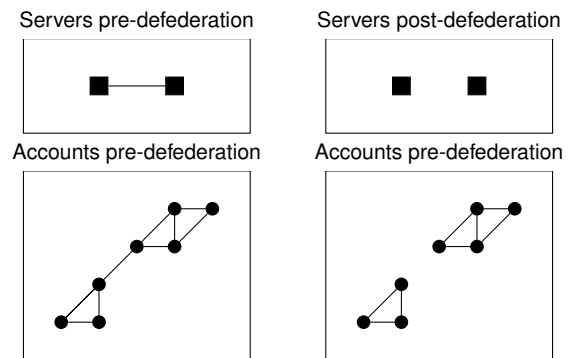 Servers pre-defederation
Servers post-defederation
Accounts pre-defederation
Accounts pre-defederation